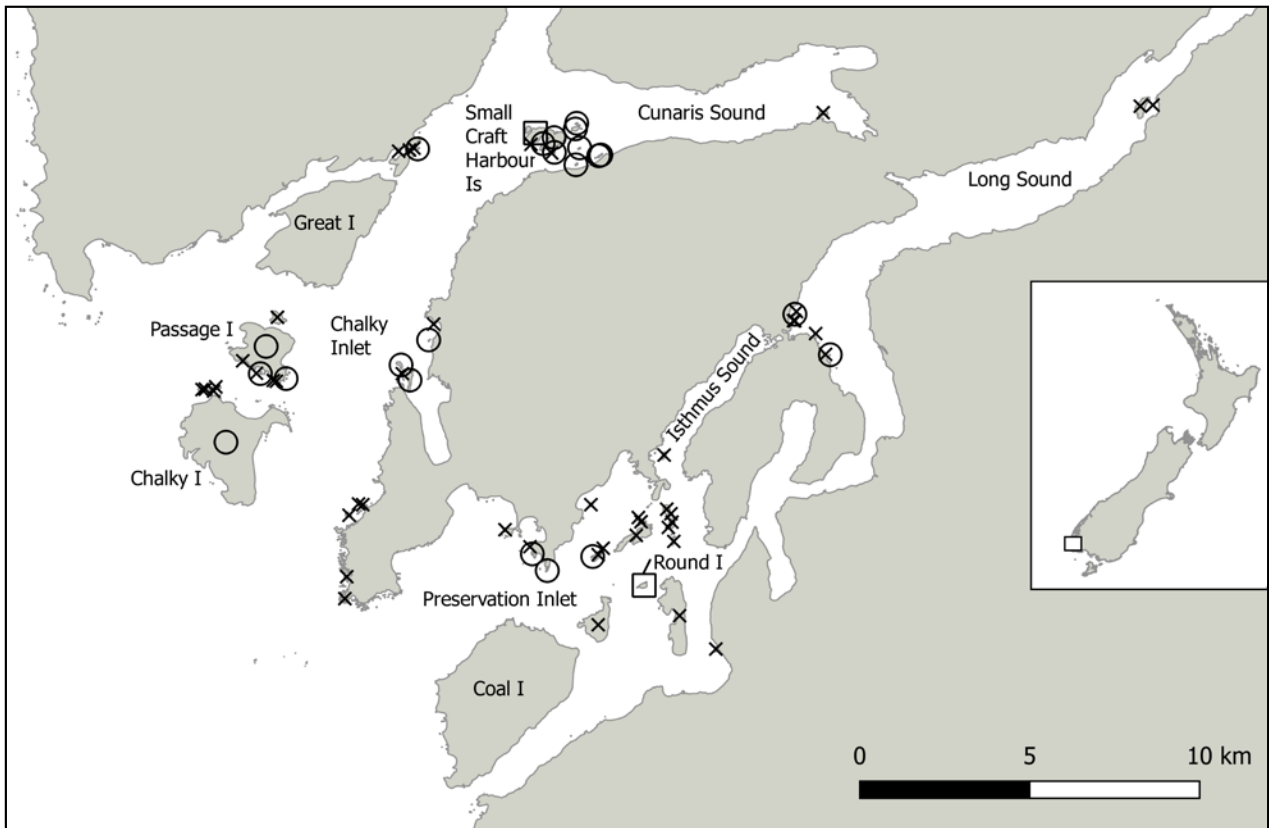 Small
Craft
Harbour
Is
Cunaris Sound
Long Sound
Great I
Passage I
Chalky
Inlet
Isthmus Sound
Chalky I
Round I
Preservation Inlet
Coal I
0 5 10 km